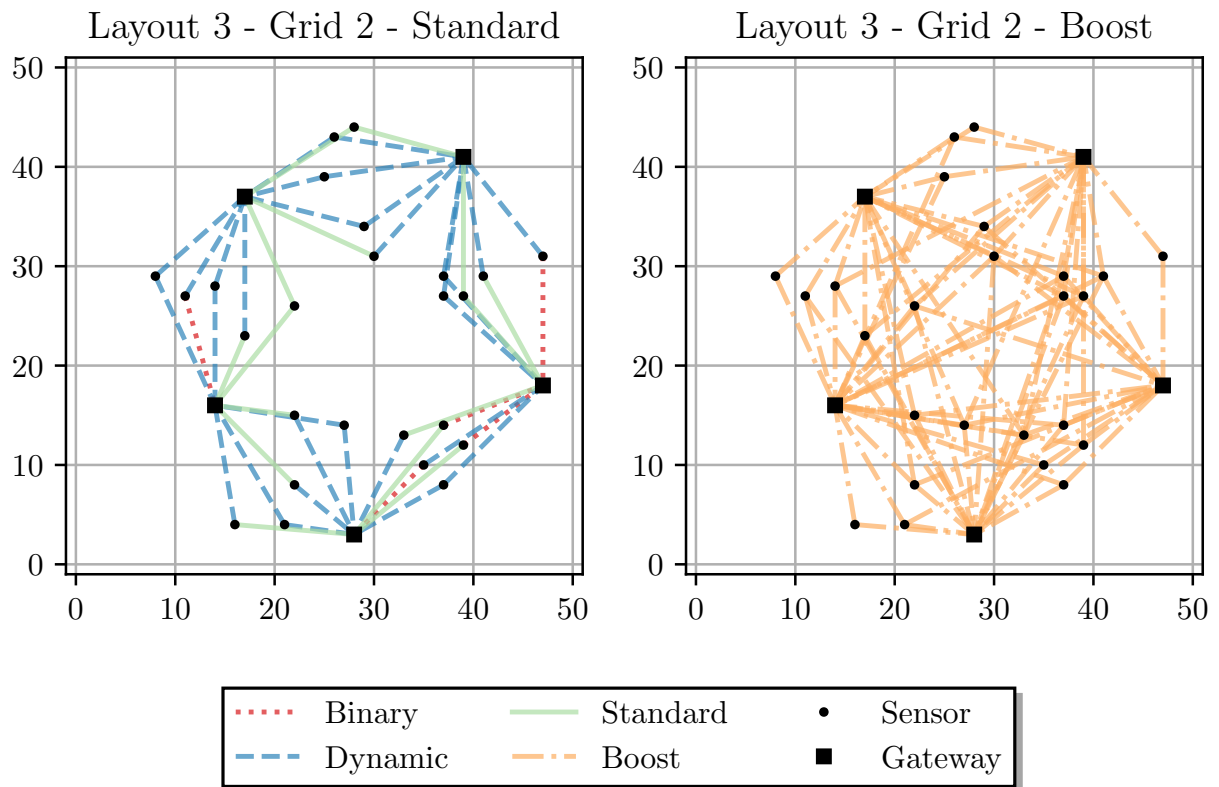 Layout 3 - Grid 2 - Standard
50
40
30
20
10
0
0 10 20 30 40 50
Layout 3 - Grid 2 - Boost
50
40
30
20
10
0
0 10 20 30 40 50
Binary Standard Sensor
Dynamic Boost Gateway